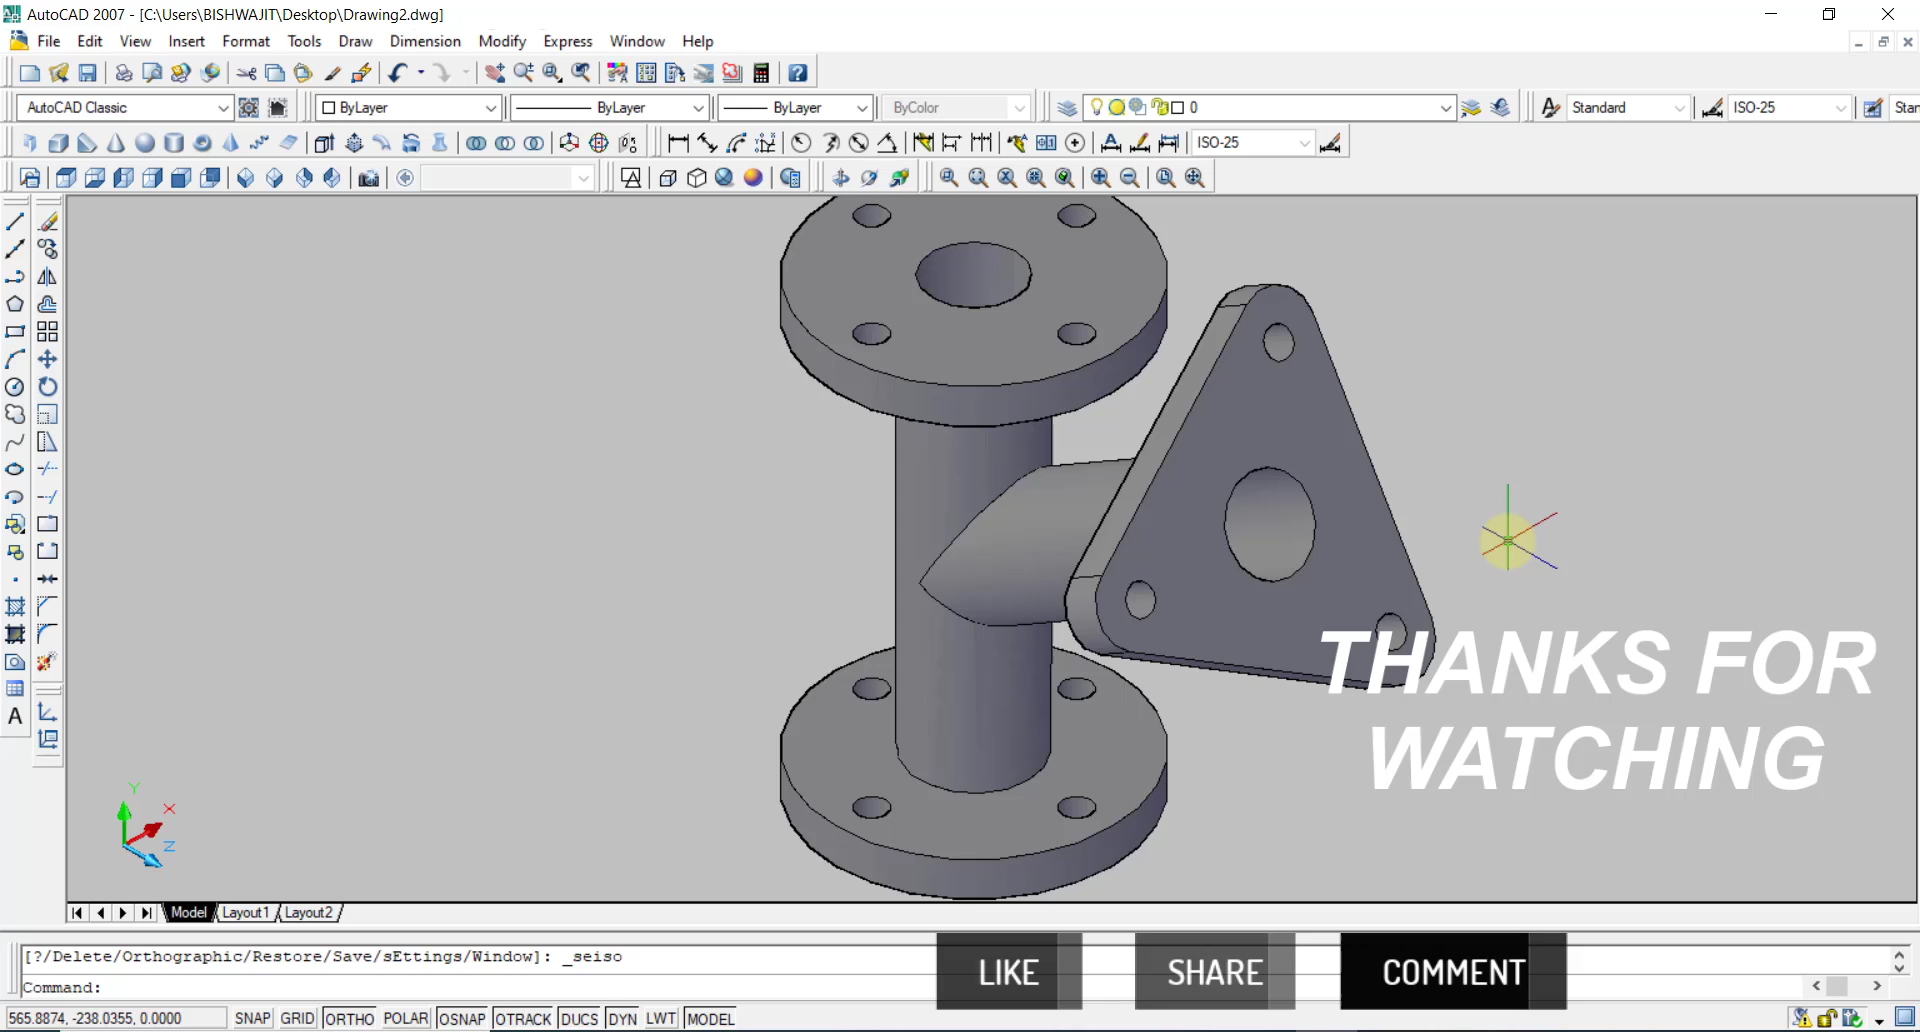 AutoCAD 2007 - [C:\Users\BISHWAJIT\Desktop\Drawing2.dwg]
File Edit View Insert Format Tools Draw Dimension Modify Express Window Help
AutoCAD Classic ByLayer ByLayer ByLayer ByColor 0 Standard ISO-25 Stan
ISO-25
A
THANKS FOR
WATCHING
Y
X
Z
Model Layout1 Layout2
[?/Delete/Orthographic/Restore/Save/sEttings/Window]: _seiso
Command:
LIKE SHARE COMMENT
565.8874, -238.0355, 0.0000 SNAP GRID ORTHO POLAR OSNAP OTRACK DUCS DYN LWT MODEL